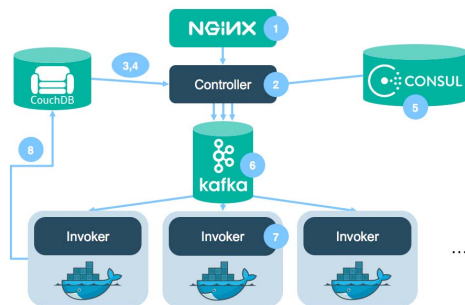 NGINX 1
3,4
Controller 2
CouchDB
CONSUL
5
8
kafka 6
Invoker
Invoker 7
Invoker
...